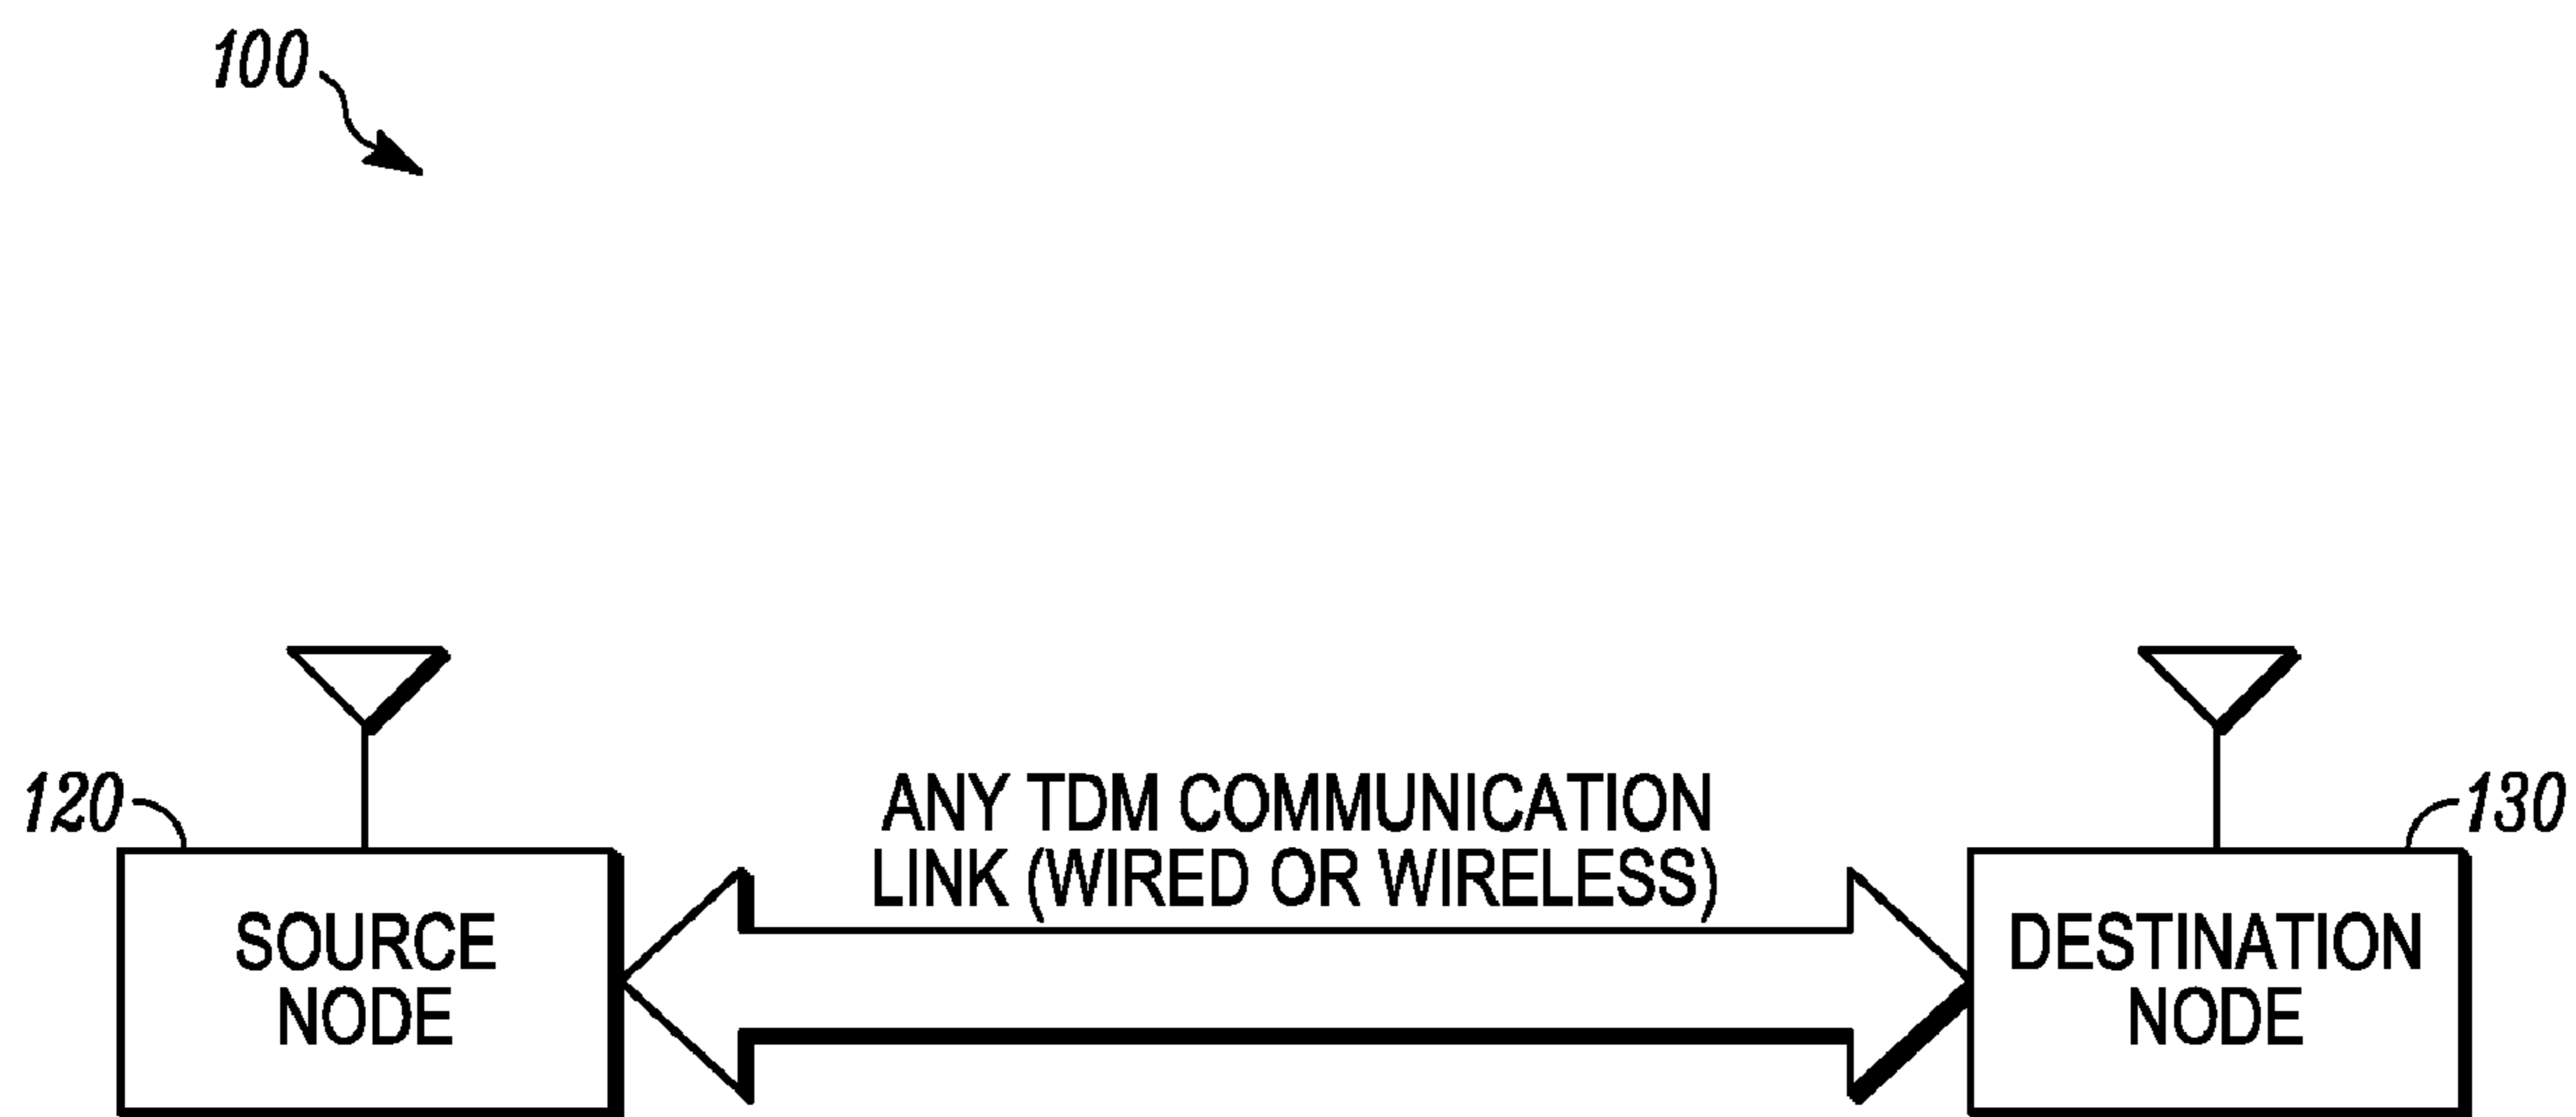 100
120
ANY TDM COMMUNICATION
LINK (WIRED OR WIRELESS)
130
SOURCE
NODE
DESTINATION
NODE